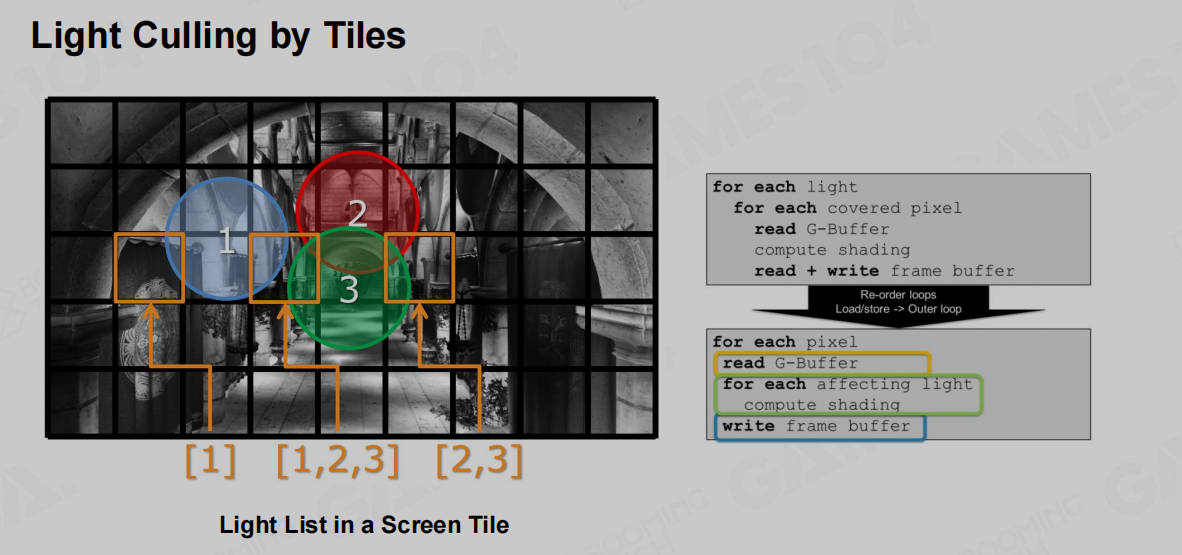 Light Culling by Tiles
1
2
3
[1]
[1,2,3]
[2,3]
Light List in a Screen Tile
for each light
for each covered pixel
read G-Buffer
compute shading
read + write frame buffer
Re-order loops
Load/store -> Outer loop
for each pixel
read G-Buffer
for each affecting light
compute shading
write frame buffer
GAMES104